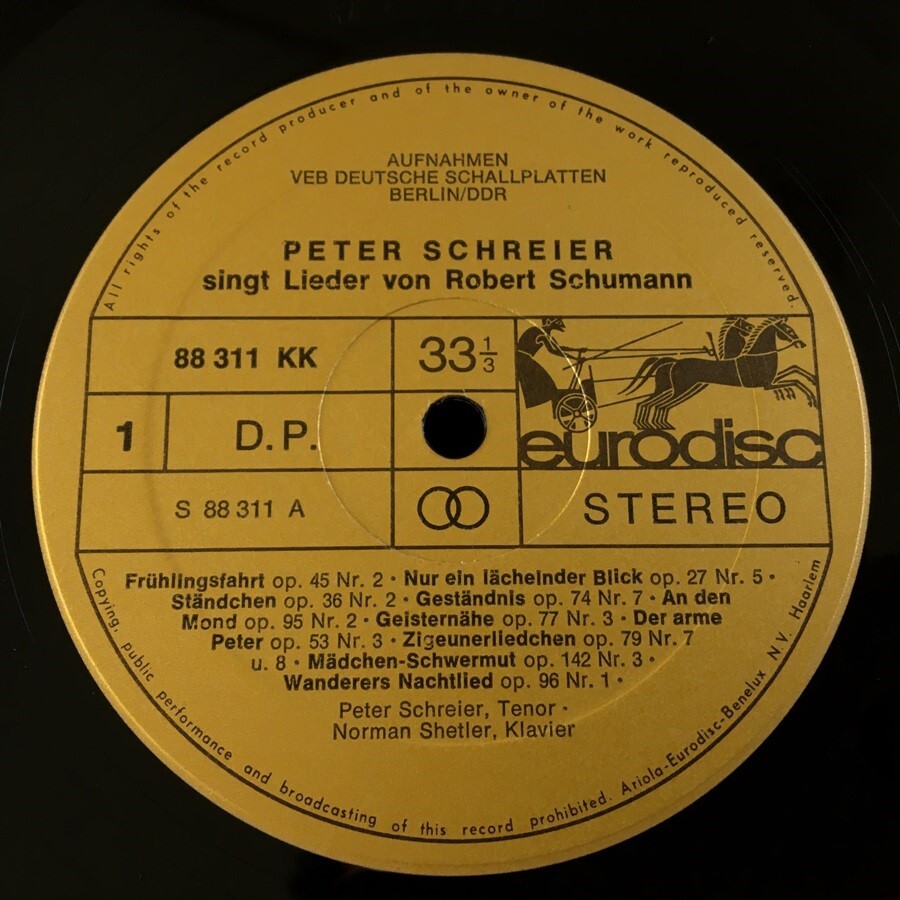 All rights of the record producer and of the owner of the work reproduced reserved.
AUFNAHMEN
VEB DEUTSCHE SCHALLPLATTEN
BERLIN/DDR
PETER SCHREIER
singt Lieder von Robert Schumann
88 311 KK
33 1/3
1
D.P.
eurodisc
S 88 311 A
STEREO
Frühlingsfahrt op. 45 Nr. 2 · Nur ein lächelnder Blick op. 27 Nr. 5 ·
Ständchen op. 36 Nr. 2 · Geständnis op. 74 Nr. 7 · An den
Mond op. 95 Nr. 2 · Geisternähe op. 77 Nr. 3 · Der arme
Peter op. 53 Nr. 3 · Zigeunerliedchen op. 79 Nr. 7
u. 8 · Mädchen-Schwermut op. 142 Nr. 3 ·
Wanderers Nachtlied op. 96 Nr. 1 ·
Peter Schreier, Tenor ·
Norman Shetler, Klavier
Copying, public performance and broadcasting of this record prohibited. Ariola-Eurodisc-Benelux N.V. Haarlem